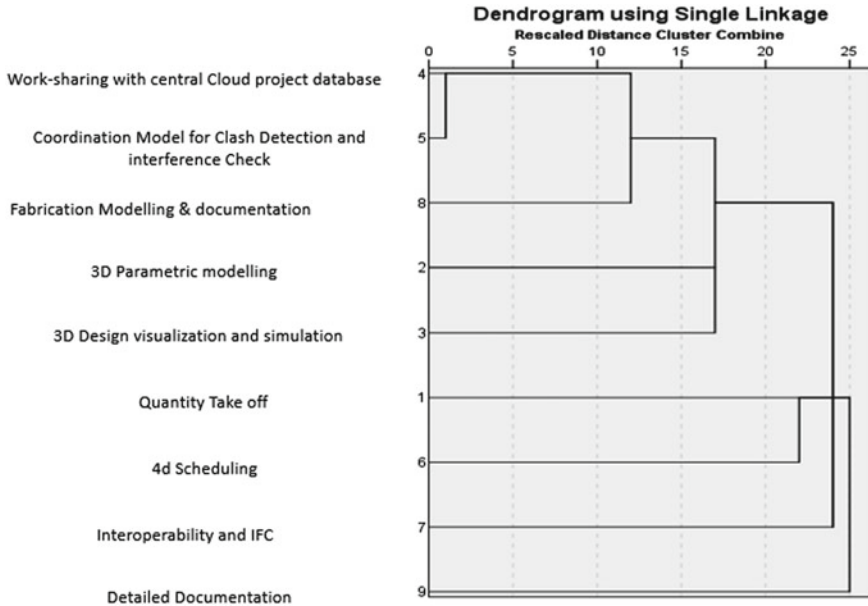 Dendrogram using Single Linkage
Rescaled Distance Cluster Combine
0 5 10 15 20 25
Work-sharing with central Cloud project database 4
Coordination Model for Clash Detection and
interference Check 5
Fabrication Modelling & documentation 8
3D Parametric modelling 2
3D Design visualization and simulation 3
Quantity Take off 1
4d Scheduling 6
Interoperability and IFC 7
Detailed Documentation 9